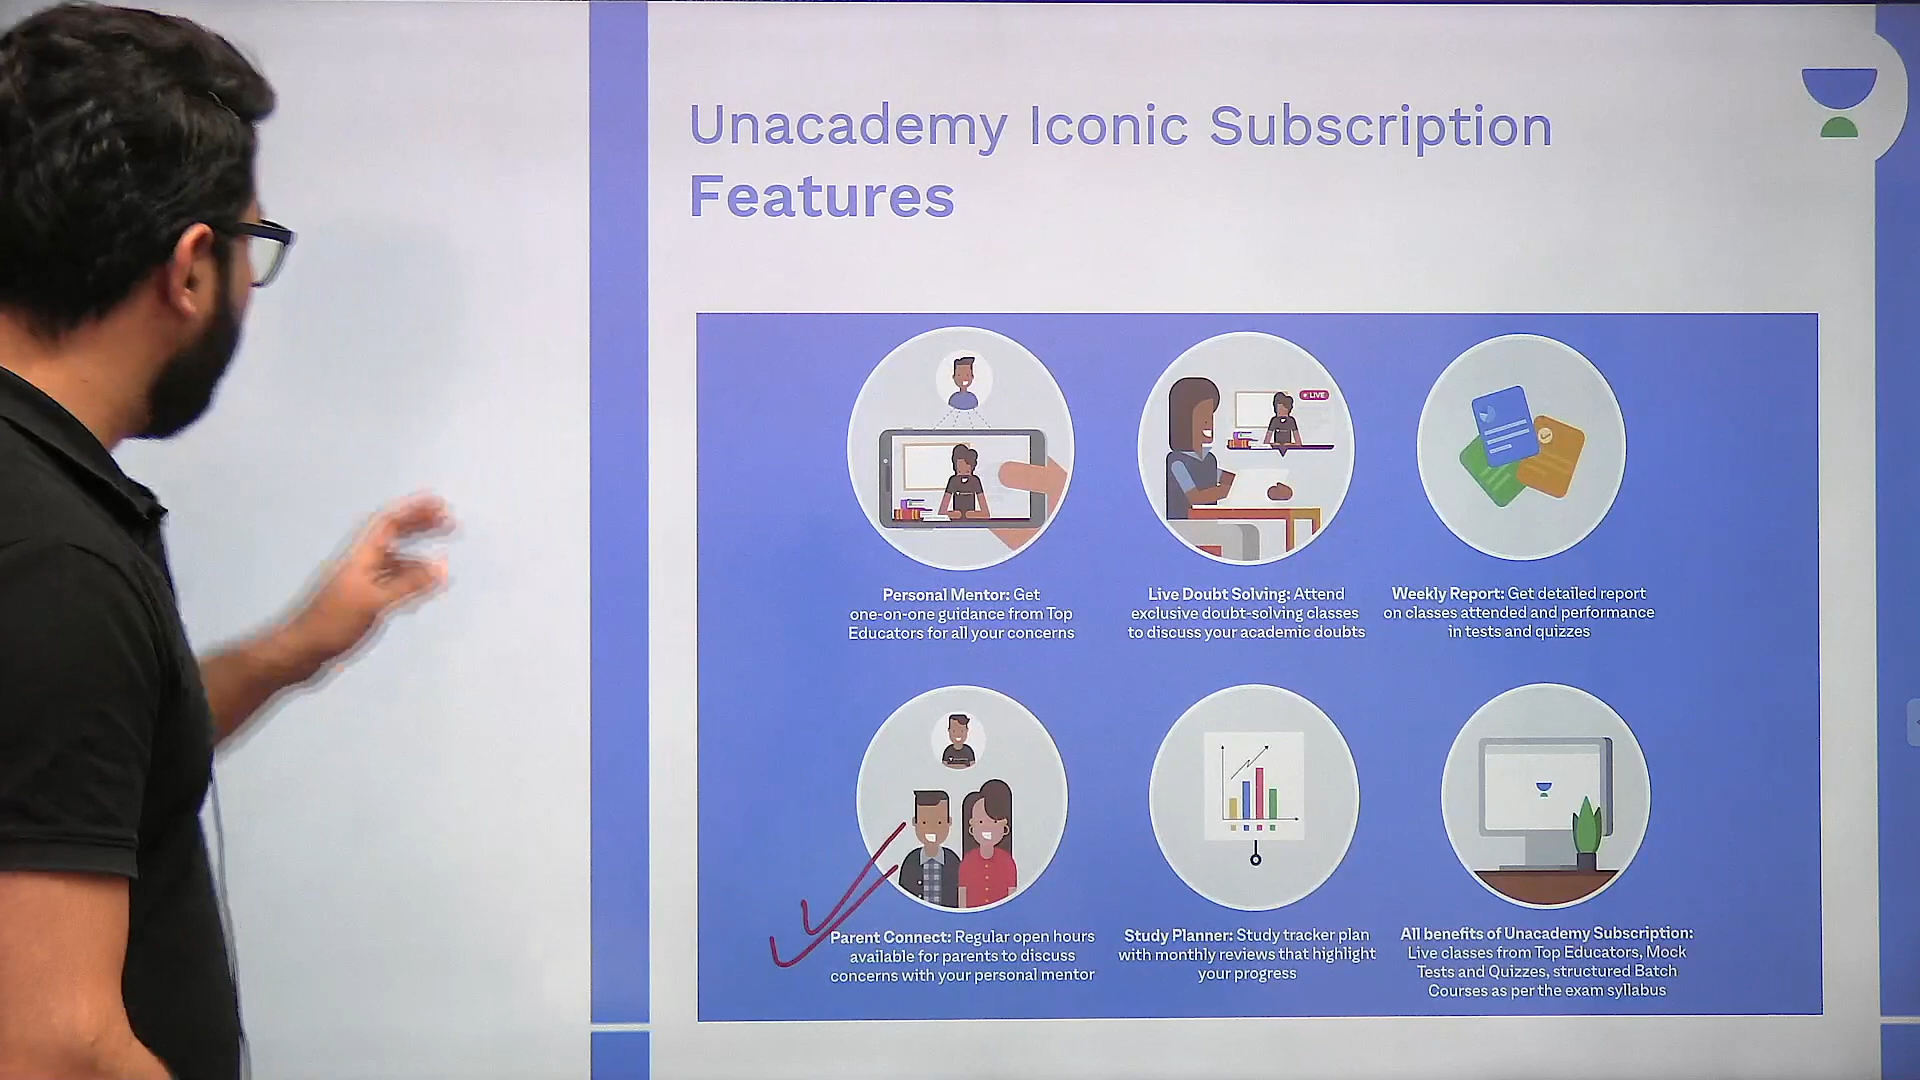 Unacademy Iconic Subscription
Features
LIVE
Personal Mentor: Get
one-on-one guidance from Top
Educators for all your concerns
Live Doubt Solving: Attend
exclusive doubt-solving classes
to discuss your academic doubts
Weekly Report: Get detailed report
on classes attended and performance
in tests and quizzes
Parent Connect: Regular open hours
available for parents to discuss
concerns with your personal mentor
Study Planner: Study tracker plan
with monthly reviews that highlight
your progress
All benefits of Unacademy Subscription:
Live classes from Top Educators, Mock
Tests and Quizzes, structured Batch
Courses as per the exam syllabus